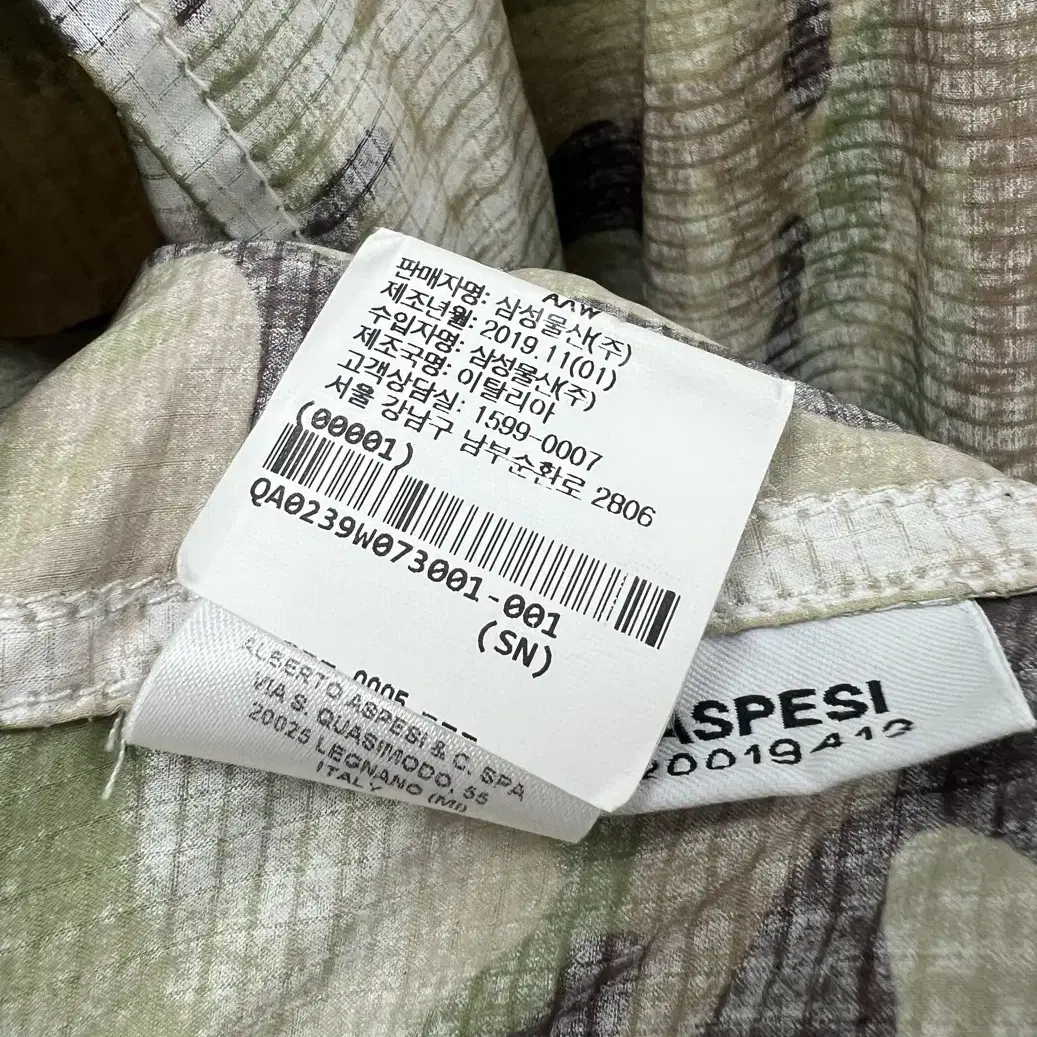 판매자명: 삼성물산(주)
제조년월: 2019.11(01)
수입자명: 삼성물산(주)
제조국명: 이탈리아
고객상담실: 1599-0007
서울 강남구 남부순환로 2806
(00001)
QA0239W073001-001
(SN)
ALBERTO ASPESI & C. SPA
VIA S. QUASIMODO, 55
20025 LEGNANO (MI)
ITALY
ASPESI